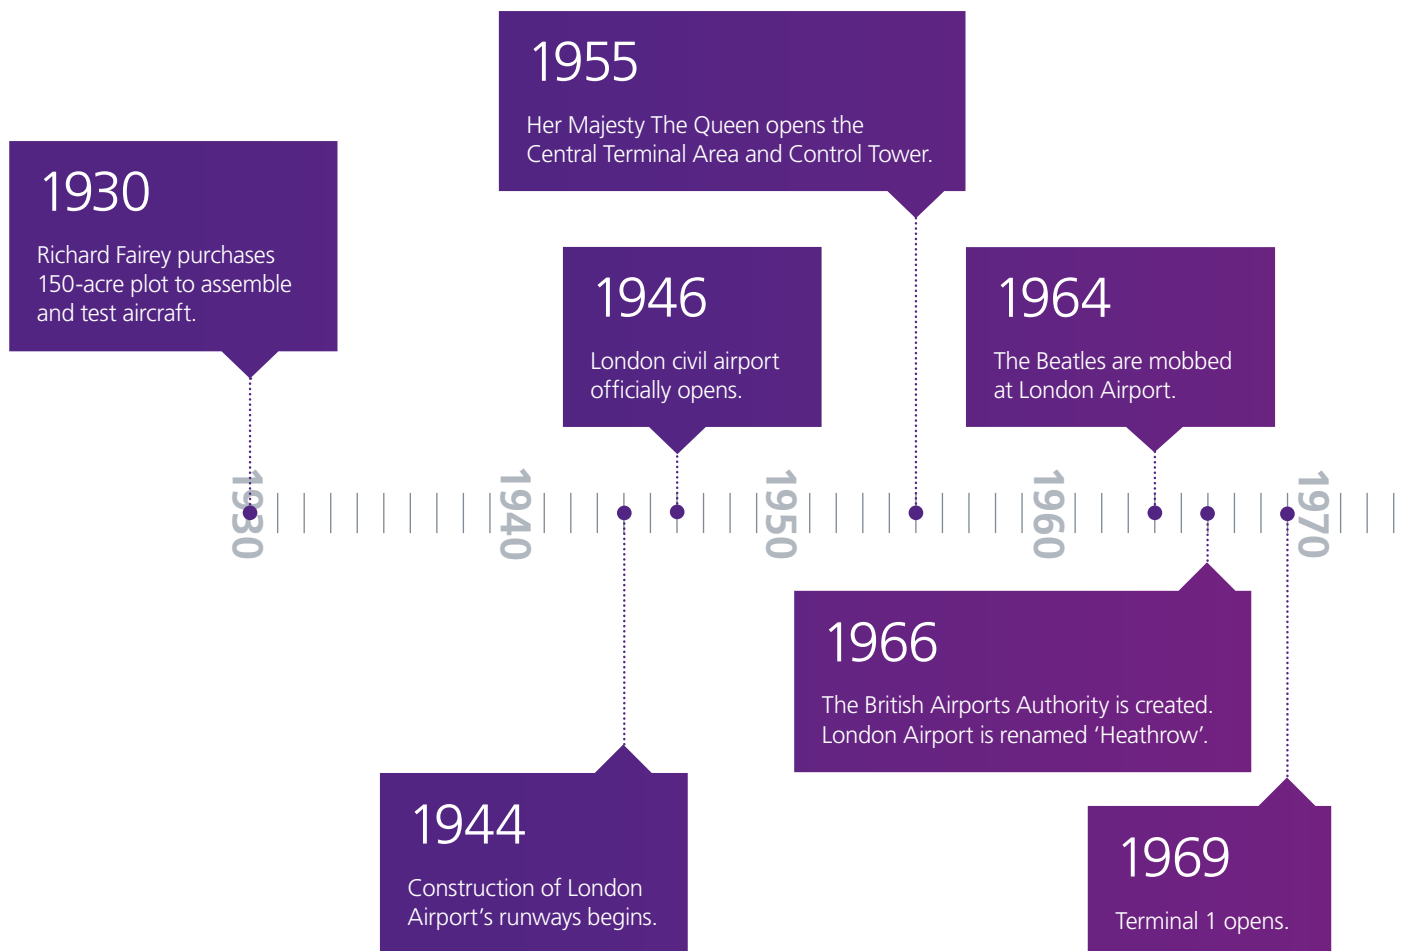 1930
Richard Fairey purchases
150-acre plot to assemble
and test aircraft.
1944
Construction of London
Airport’s runways begins.
1946
London civil airport
officially opens.
1955
Her Majesty The Queen opens the
Central Terminal Area and Control Tower.
1964
The Beatles are mobbed
at London Airport.
1966
The British Airports Authority is created.
London Airport is renamed ‘Heathrow’.
1969
Terminal 1 opens.
1930
1940
1950
1960
1970